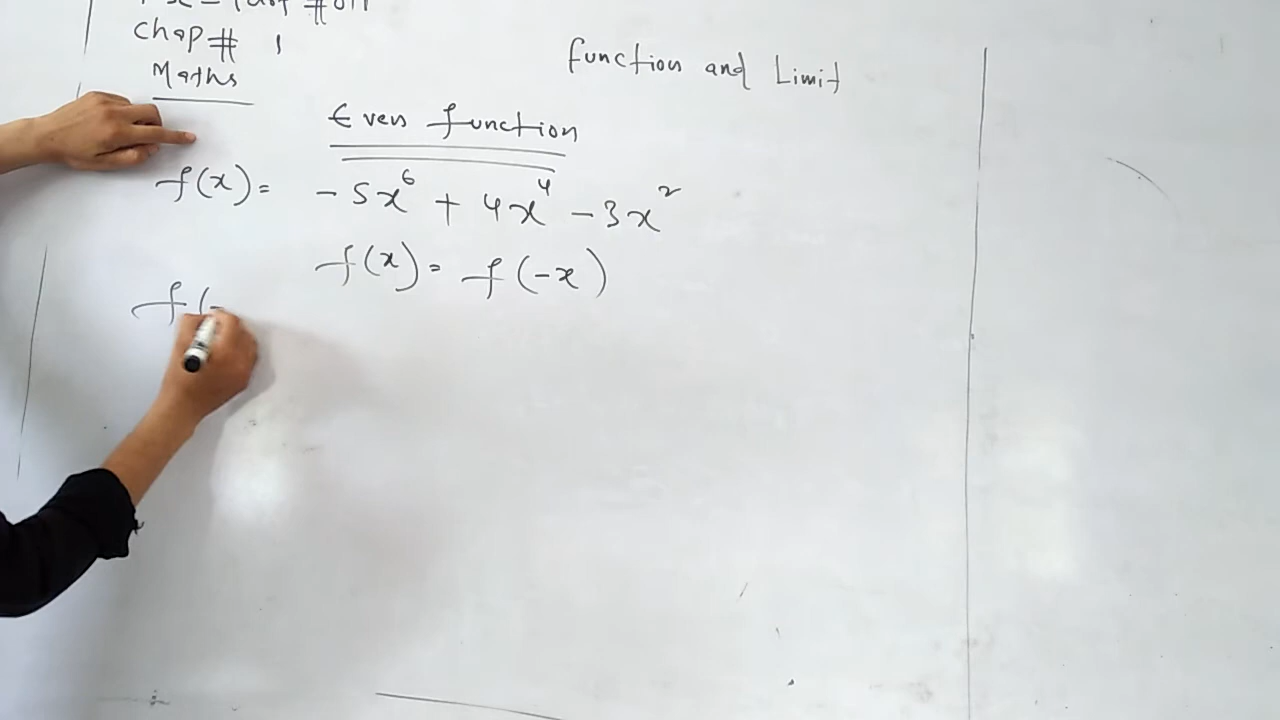 Chap # 1
Maths
Function and Limit
Even function
f(x) = - 5x⁶ + 4x⁴ - 3x²
f(x) = f(-x)
f(-